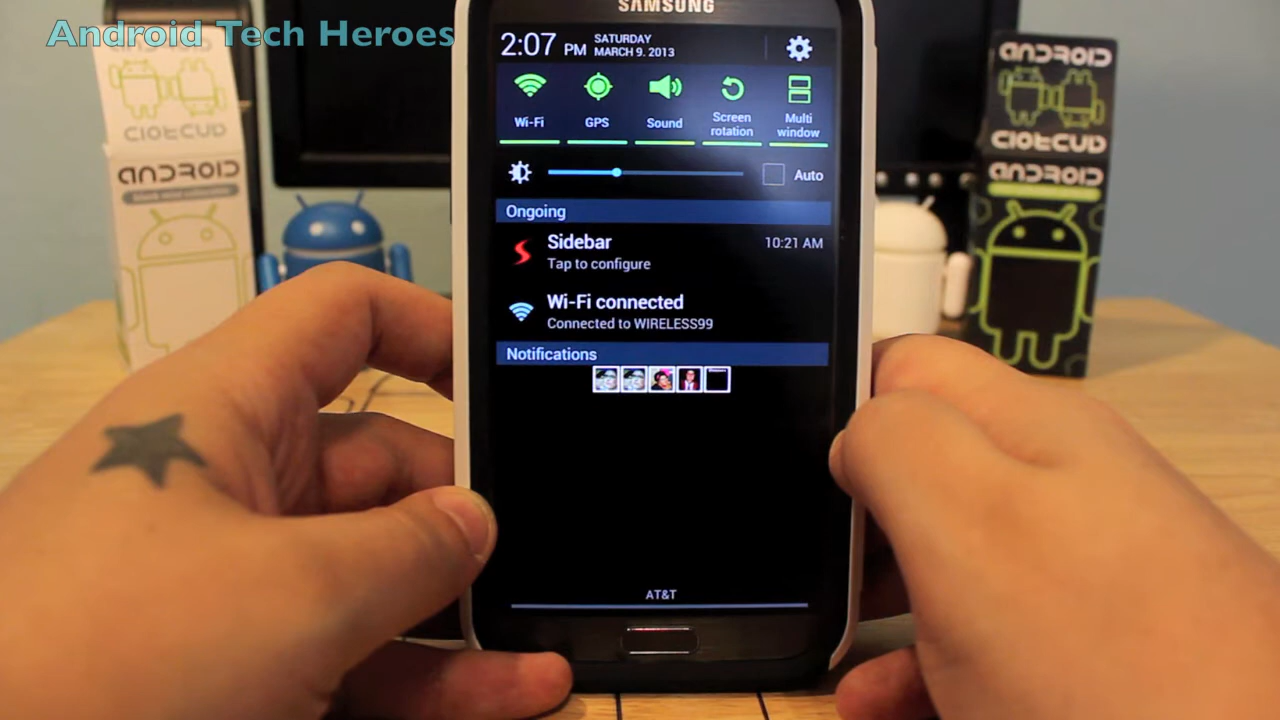 Android Tech Heroes
SAMSUNG
2:07 PM
SATURDAY
MARCH 9, 2013
Wi-Fi
GPS
Sound
Screen
rotation
Multi
window
Auto
Ongoing
Sidebar
10:21 AM
Tap to configure
Wi-Fi connected
Connected to WIRELESS99
Notifications
AT&T
ANDROID
ANDROID
ANDROID